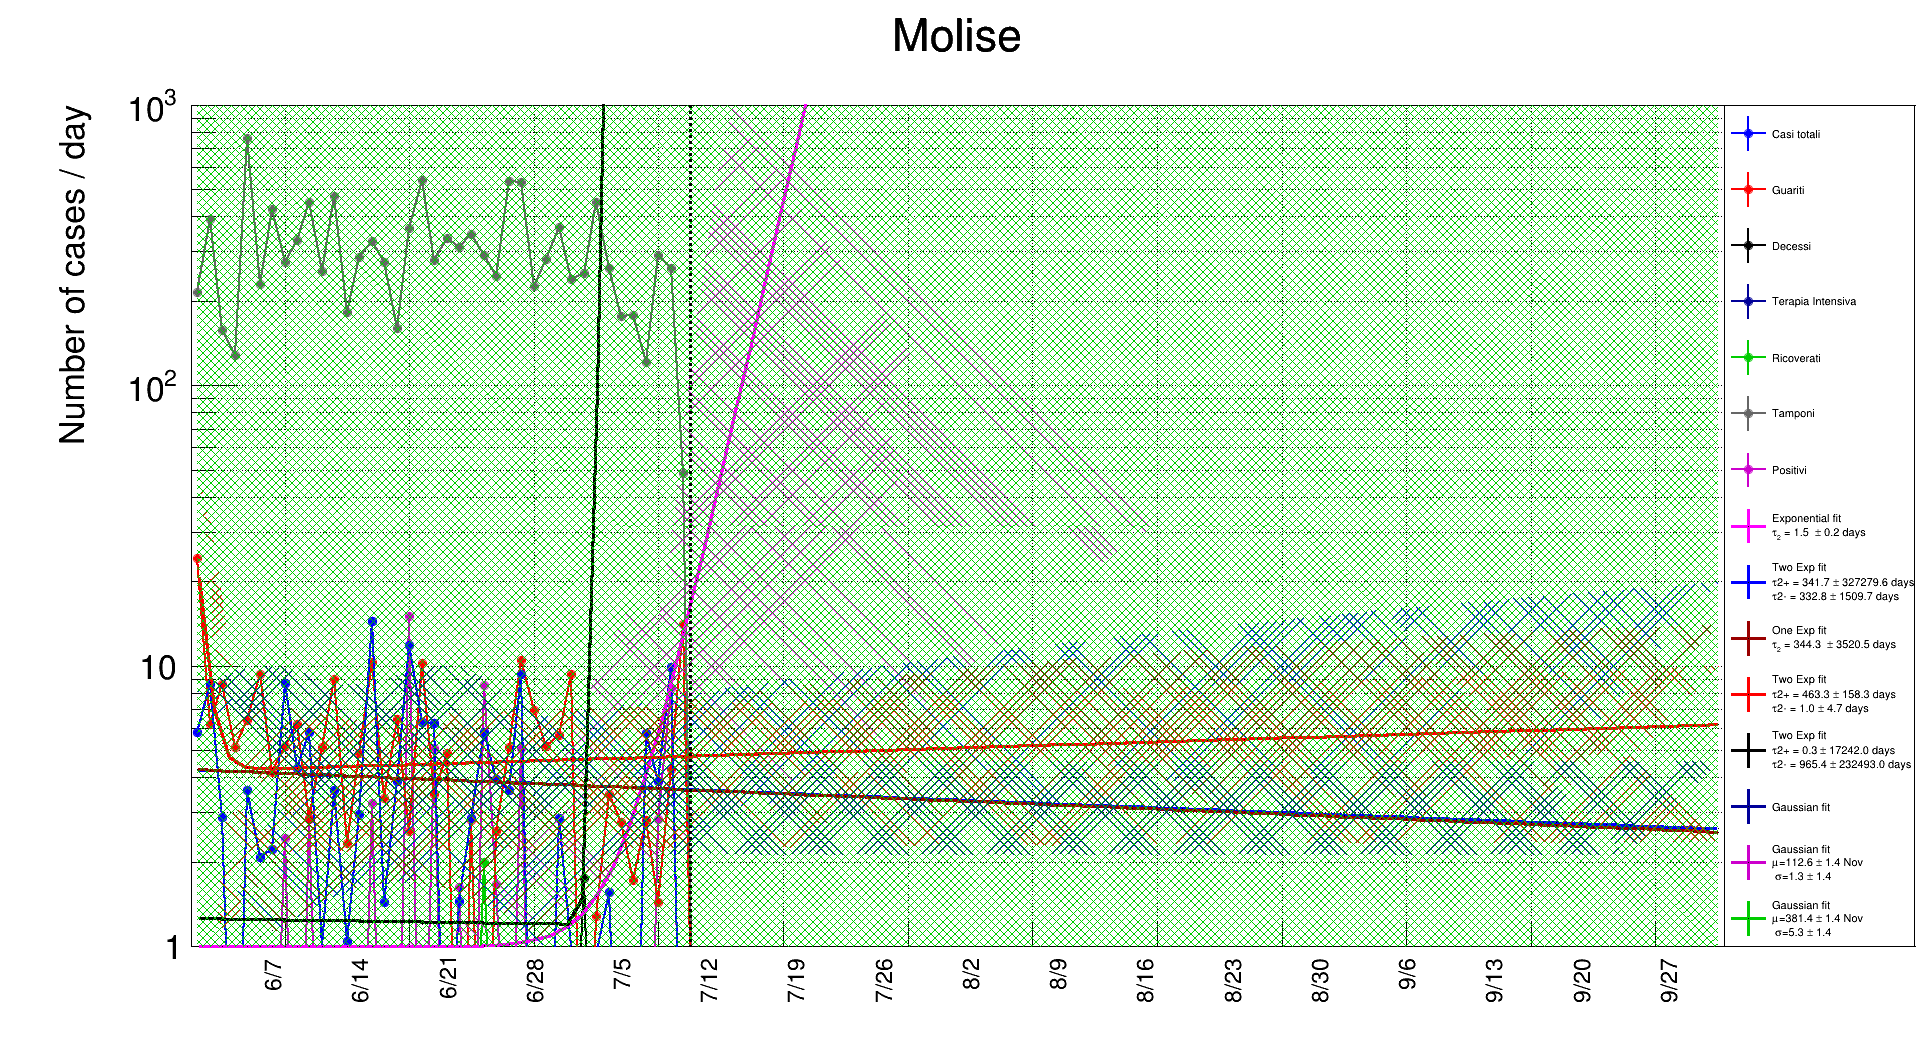 Molise
Number of cases / day
10³
10²
10
1
6/7
6/14
6/21
6/28
7/5
7/12
7/19
7/26
8/2
8/9
8/16
8/23
8/30
9/6
9/13
9/20
9/27
Casi totali
Guariti
Decessi
Terapia Intensiva
Ricoverati
Tamponi
Positivi
Exponential fit
τ₂ = 1.5 ± 0.2 days
Two Exp fit
τ2+ = 341.7 ± 327279.6 days
τ2- = 332.8 ± 1509.7 days
One Exp fit
τ₂ = 344.3 ± 3520.5 days
Two Exp fit
τ2+ = 463.3 ± 158.3 days
τ2- = 1.0 ± 4.7 days
Two Exp fit
τ2+ = 0.3 ± 17242.0 days
τ2- = 965.4 ± 232493.0 days
Gaussian fit
Gaussian fit
μ=112.6 ± 1.4 Nov
σ=1.3 ± 1.4
Gaussian fit
μ=381.4 ± 1.4 Nov
σ=5.3 ± 1.4